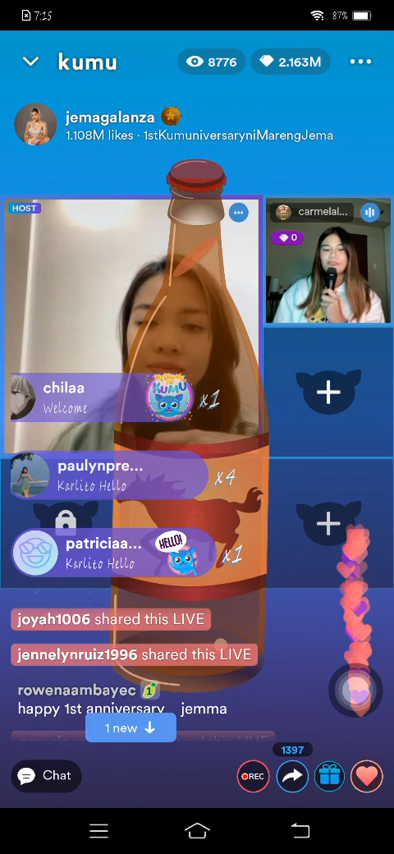 7:15
87%
kumu
8776
2.163M
jemagalanza
1.108M likes · 1stKumuniversaryniMarengJema
HOST
carmelal...
0
chilaa
Welcome
KUMU
x1
paulynpre...
Karlito Hello
x4
patriciaa...
Karlito Hello
HELLO!
x1
joyah1006 shared this LIVE
jennelynruiz1996 shared this LIVE
rowenaambayec 1
happy 1st anniversary jemma
1 new
1397
Chat
REC